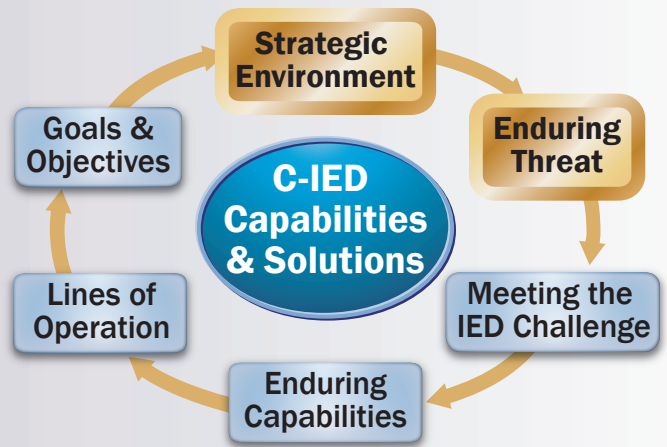 Strategic
Environment
Enduring
Threat
Meeting the
IED Challenge
Enduring
Capabilities
Lines of
Operation
Goals &
Objectives
C-IED
Capabilities
& Solutions